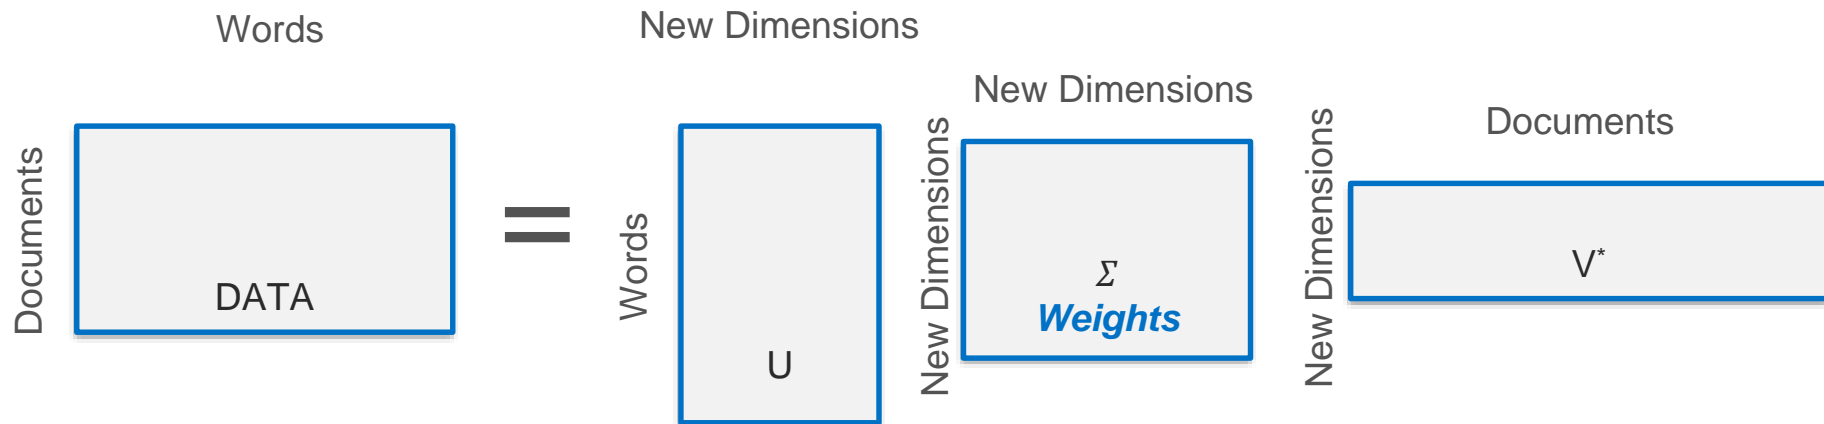 Words
New Dimensions
New Dimensions
Documents
Documents
DATA
=
Words
U
New Dimensions
Σ
Weights
New Dimensions
V*